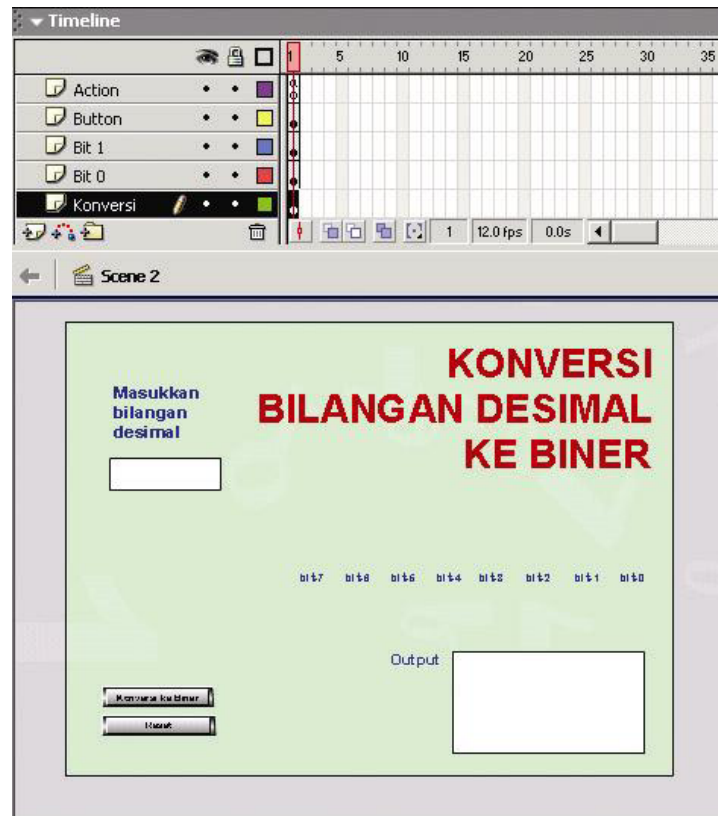 Timeline
1 5 10 15 20 25 30 35
Action
Button
Bit 1
Bit 0
Konversi
1 12.0 fps 0.0s
Scene 2
KONVERSI
BILANGAN DESIMAL
KE BINER
Masukkan
bilangan
desimal
bit7 bit6 bit5 bit4 bit3 bit2 bit1 bit0
Output
Konversi ke Biner
Reset